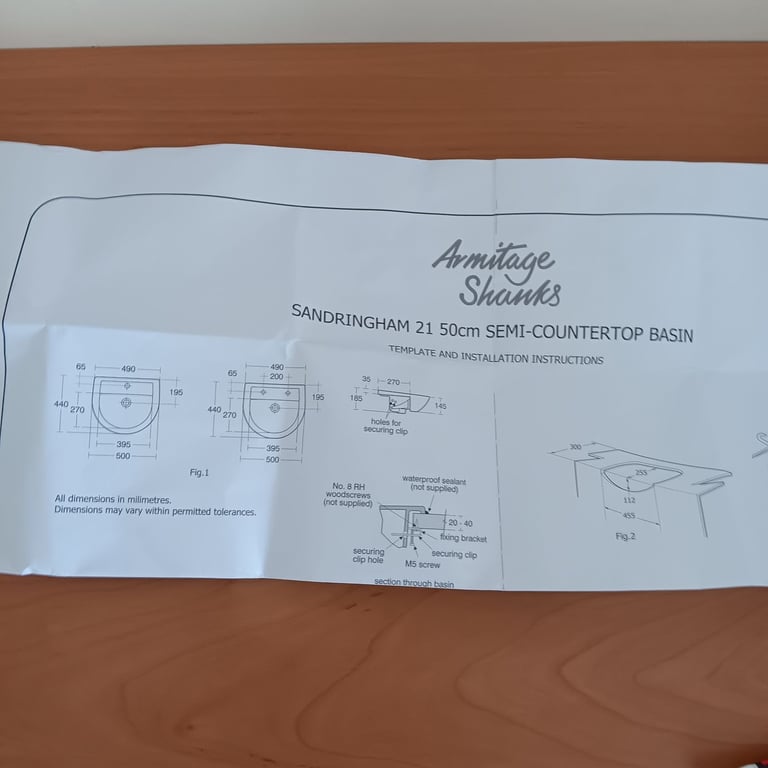 Armitage
Shanks
SANDRINGHAM 21 50cm SEMI-COUNTERTOP BASIN
TEMPLATE AND INSTALLATION INSTRUCTIONS
65
490
195
440
270
395
500
65
490
200
195
440
270
395
500
Fig.1
35
270
185
145
holes for
securing clip
All dimensions in milimetres.
Dimensions may vary within permitted tolerances.
No. 8 RH
woodscrews
(not supplied)
waterproof sealant
(not supplied)
20 - 40
fixing bracket
securing clip
securing
clip hole
M5 screw
section through basin
300
255
112
455
Fig.2